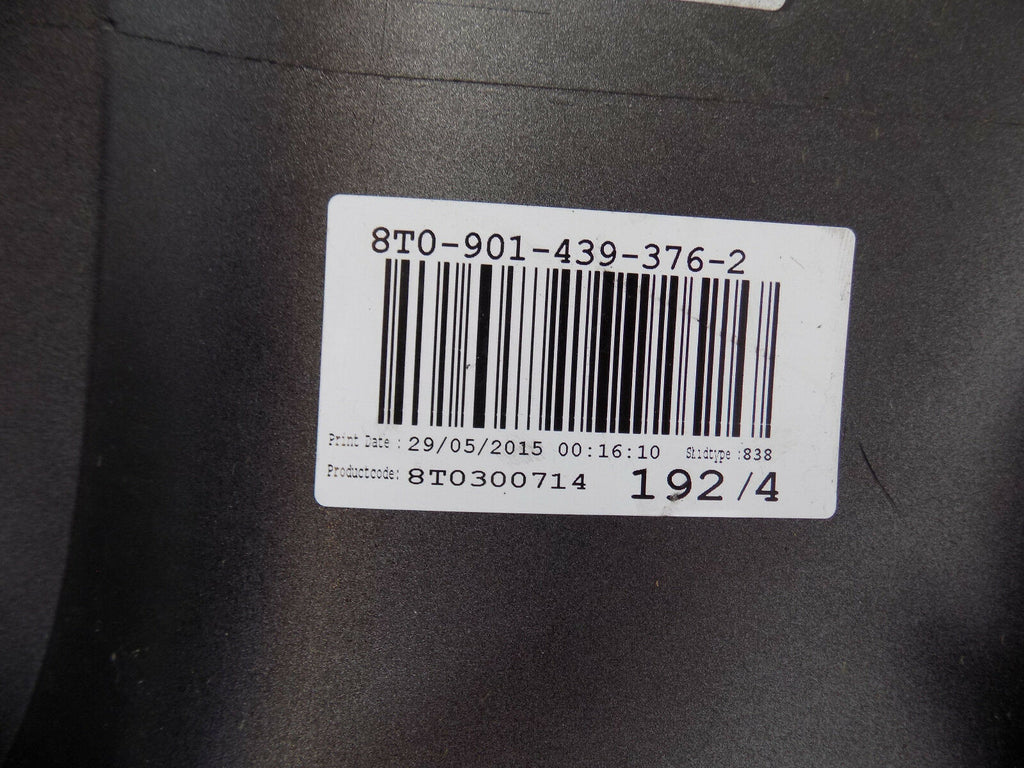 8T0-901-439-376-2
Print Date : 29/05/2015 00:16:10 Skidtype :838
Productcode: 8T0300714 192/4